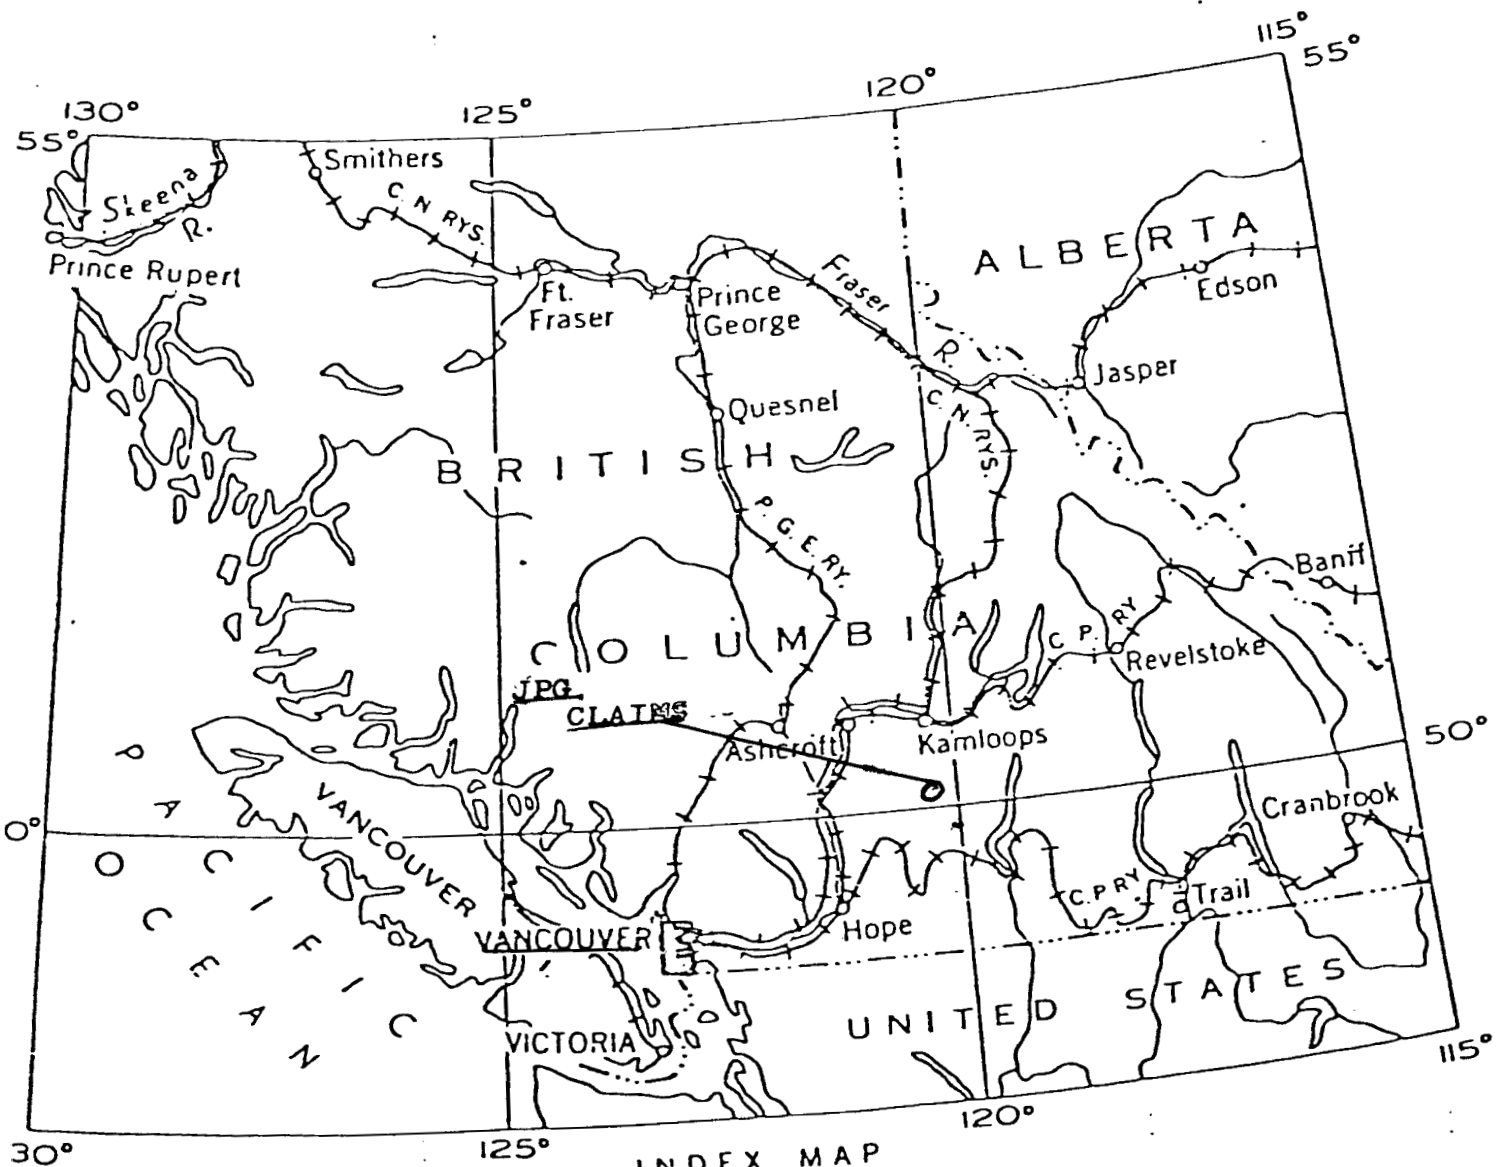 115°
55°
120°
130°
125°
55°
Smithers
Skeena
R.
C. N. RYS.
ALBERTA
Prince Rupert
Fraser
R.
Edson
Ft.
Fraser
Prince
George
Jasper
Quesnel
C. N. RYS.
BRITISH
P. G. E. RY.
Banff
COLUMBIA
C. P. RY
Revelstoke
JPG
CLAIMS
Ashcroft
Kamloops
50°
0°
PACIFIC
OCEAN
VANCOUVER
Cranbrook
C. P. RY
Trail
VANCOUVER
Hope
UNITED STATES
VICTORIA
115°
120°
30°
125°
INDEX MAP